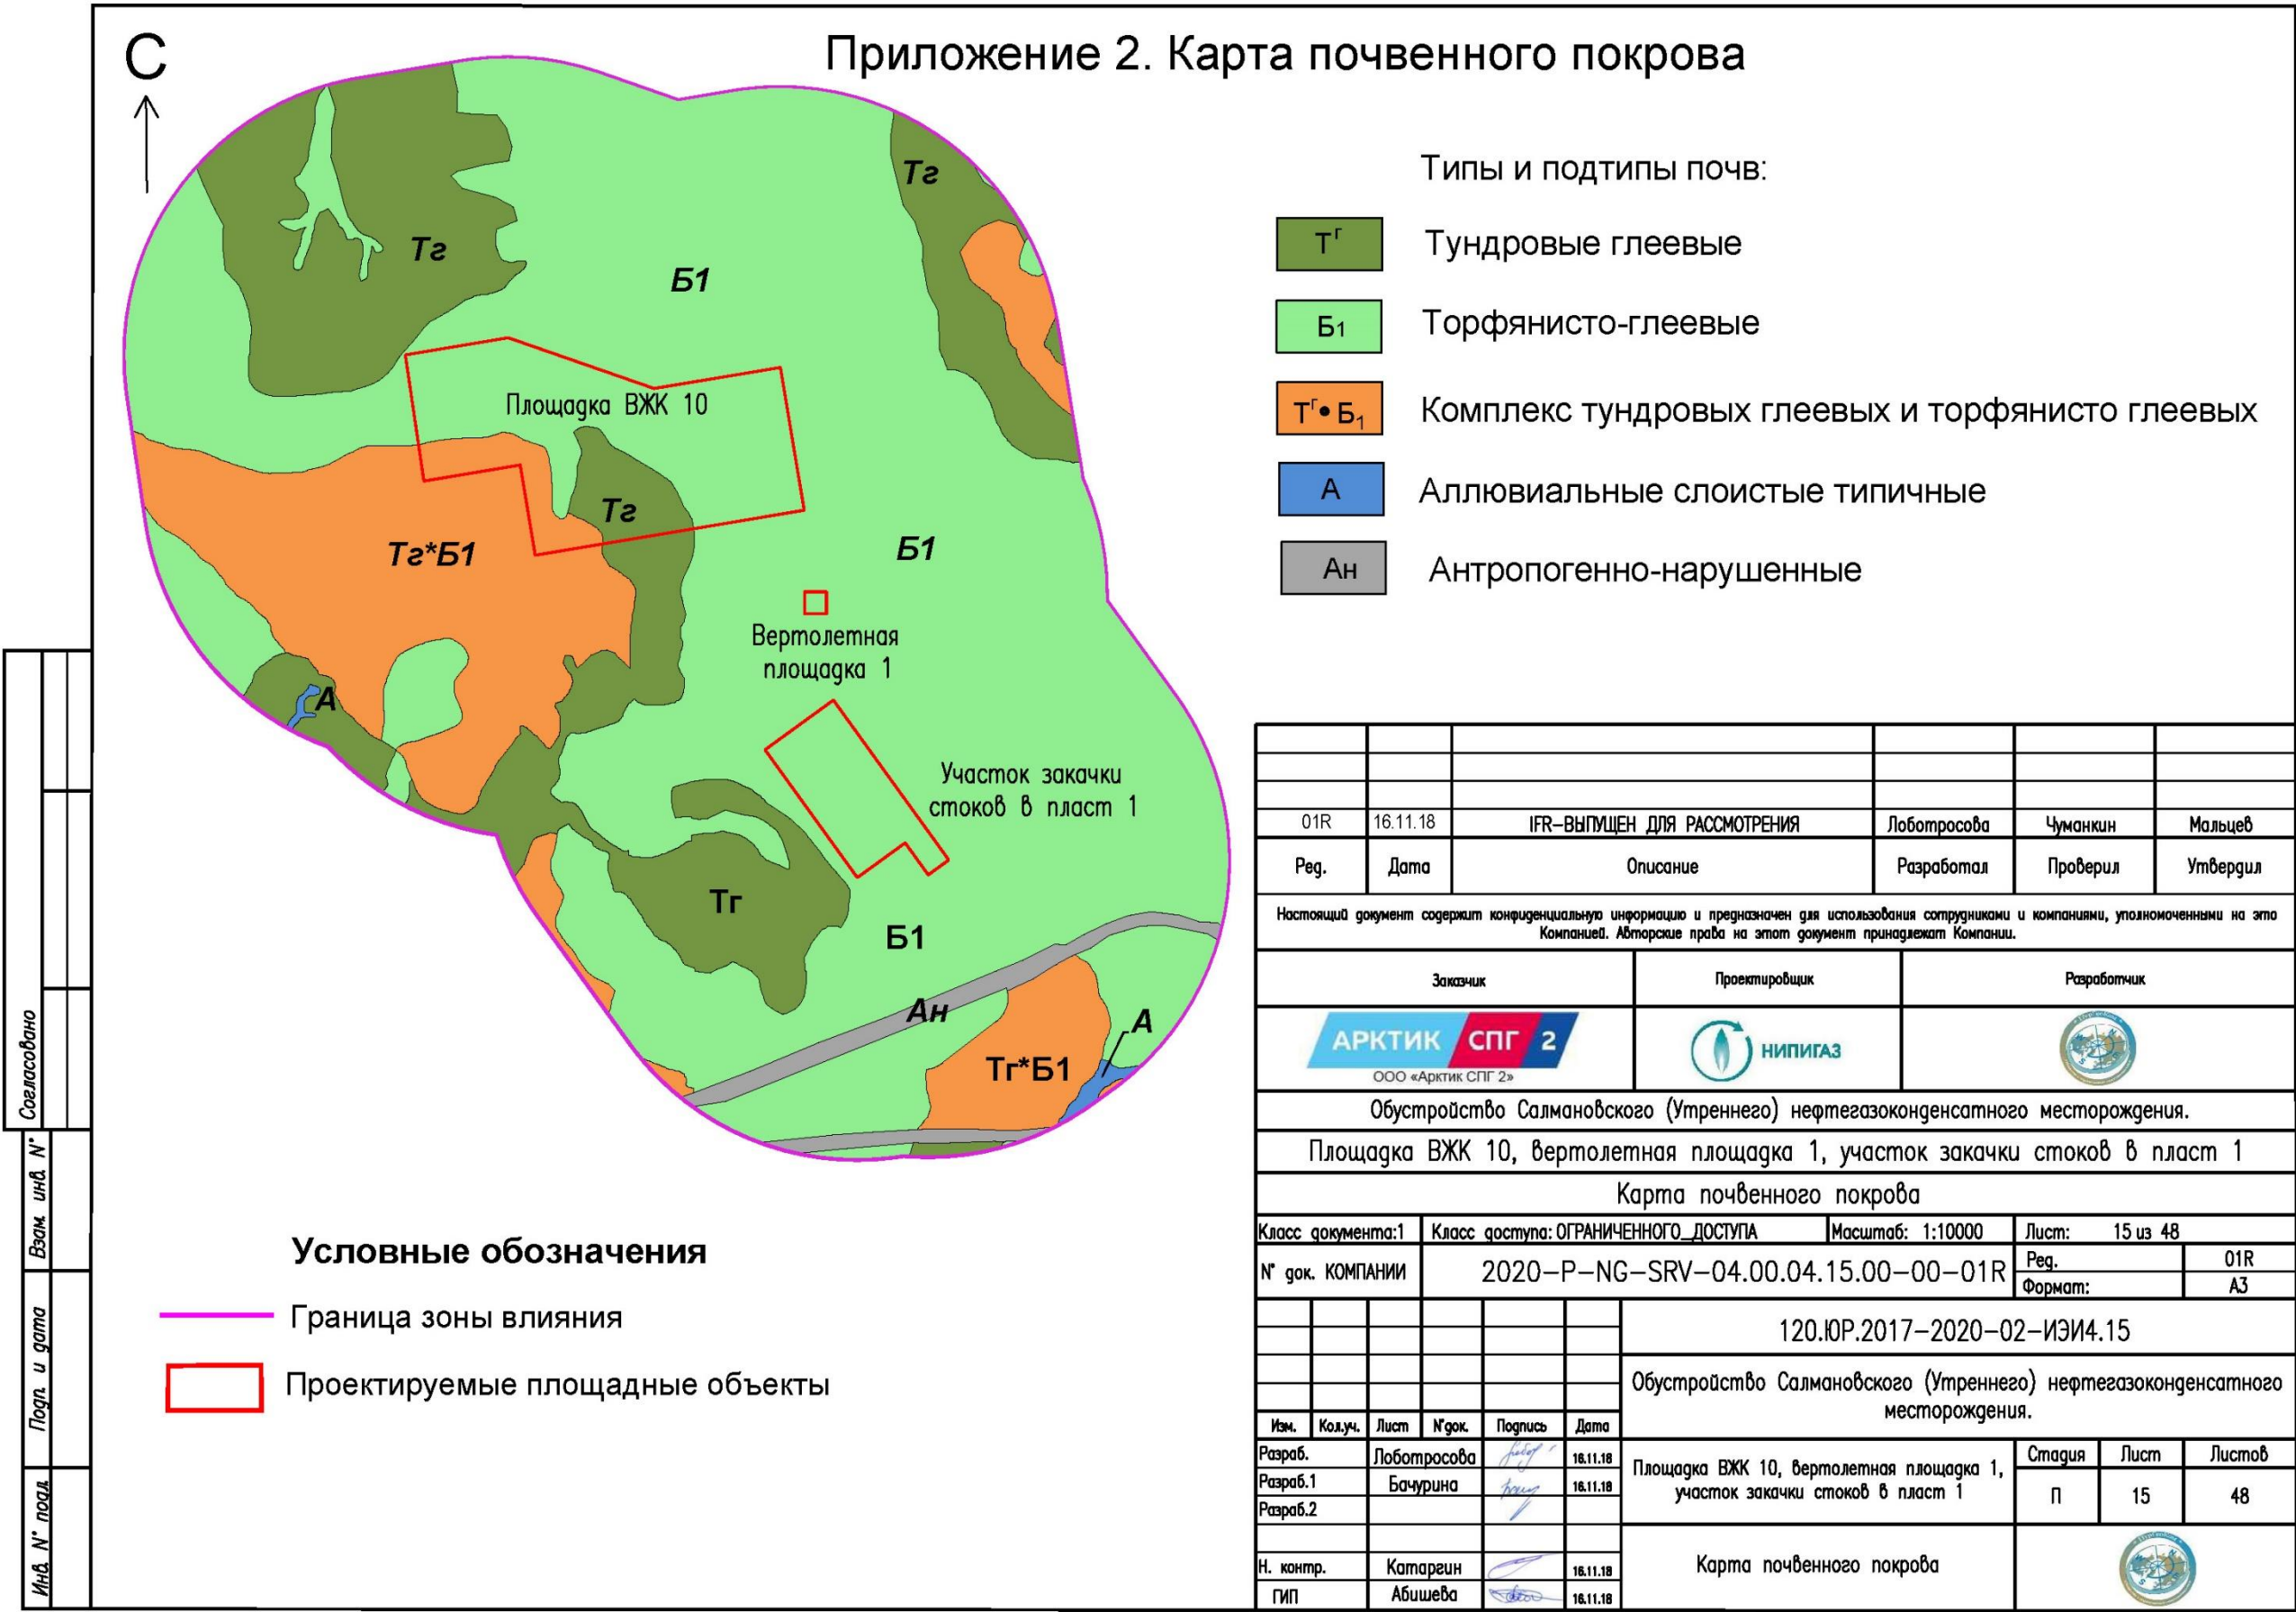 Приложение 2. Карта почвенного покрова
С
Тг
Тг
Б1
Площадка ВЖК 10
Тг
Тг*Б1
Б1
Вертолетная
площадка 1
А
Участок закачки
стоков в пласт 1
Тг
Б1
Ан
А
Тг*Б1
Типы и подтипы почв:
Тг Тундровые глеевые
Б1 Торфянисто-глеевые
Тг•Б1 Комплекс тундровых глеевых и торфянисто глеевых
А Аллювиальные слоистые типичные
Ан Антропогенно-нарушенные
Условные обозначения
Граница зоны влияния
Проектируемые площадные объекты
Согласовано
Взам. инв. N°
Подп. и дата
Инв. N° подл.
01R 16.11.18 IFR-ВЫПУЩЕН ДЛЯ РАССМОТРЕНИЯ Лоботросова Чуманкин Мальцев
Ред. Дата Описание Разработал Проверил Утвердил
Настоящий документ содержит конфиденциальную информацию и предназначен для использования сотрудниками и компаниями, уполномоченными на это
Компанией. Авторские права на этот документ принадлежат Компании.
Заказчик Проектировщик Разработчик
АРКТИК СПГ 2
ООО «Арктик СПГ 2»
НИПИГАЗ
Обустройство Салмановского (Утреннего) нефтегазоконденсатного месторождения.
Площадка ВЖК 10, вертолетная площадка 1, участок закачки стоков в пласт 1
Карта почвенного покрова
Класс документа:1 Класс доступа: ОГРАНИЧЕННОГО_ДОСТУПА Масштаб: 1:10000 Лист: 15 из 48
N° док. КОМПАНИИ 2020-P-NG-SRV-04.00.04.15.00-00-01R Ред. 01R
Формат: А3
120.ЮР.2017-2020-02-ИЭИ4.15
Обустройство Салмановского (Утреннего) нефтегазоконденсатного
месторождения.
Изм. Кол.уч. Лист N°док. Подпись Дата
Разраб. Лоботросова 16.11.18
Разраб.1 Бачурина 16.11.18
Разраб.2
Площадка ВЖК 10, вертолетная площадка 1,
участок закачки стоков в пласт 1
Стадия Лист Листов
П 15 48
Н. контр. Катаргин 16.11.18
ГИП Абишева 16.11.18
Карта почвенного покрова